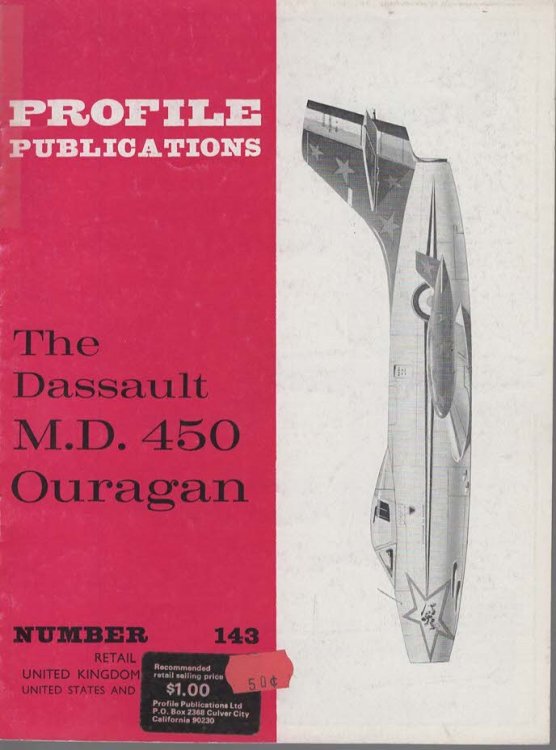 PROFILE
PUBLICATIONS
The
Dassault
M.D. 450
Ouragan
NUMBER 143
RETAIL
UNITED KINGDOM
UNITED STATES AND
Recommended
retail selling price
$1.00
Profile Publications Ltd
P.O. Box 2368 Culver City
California 90230
50¢